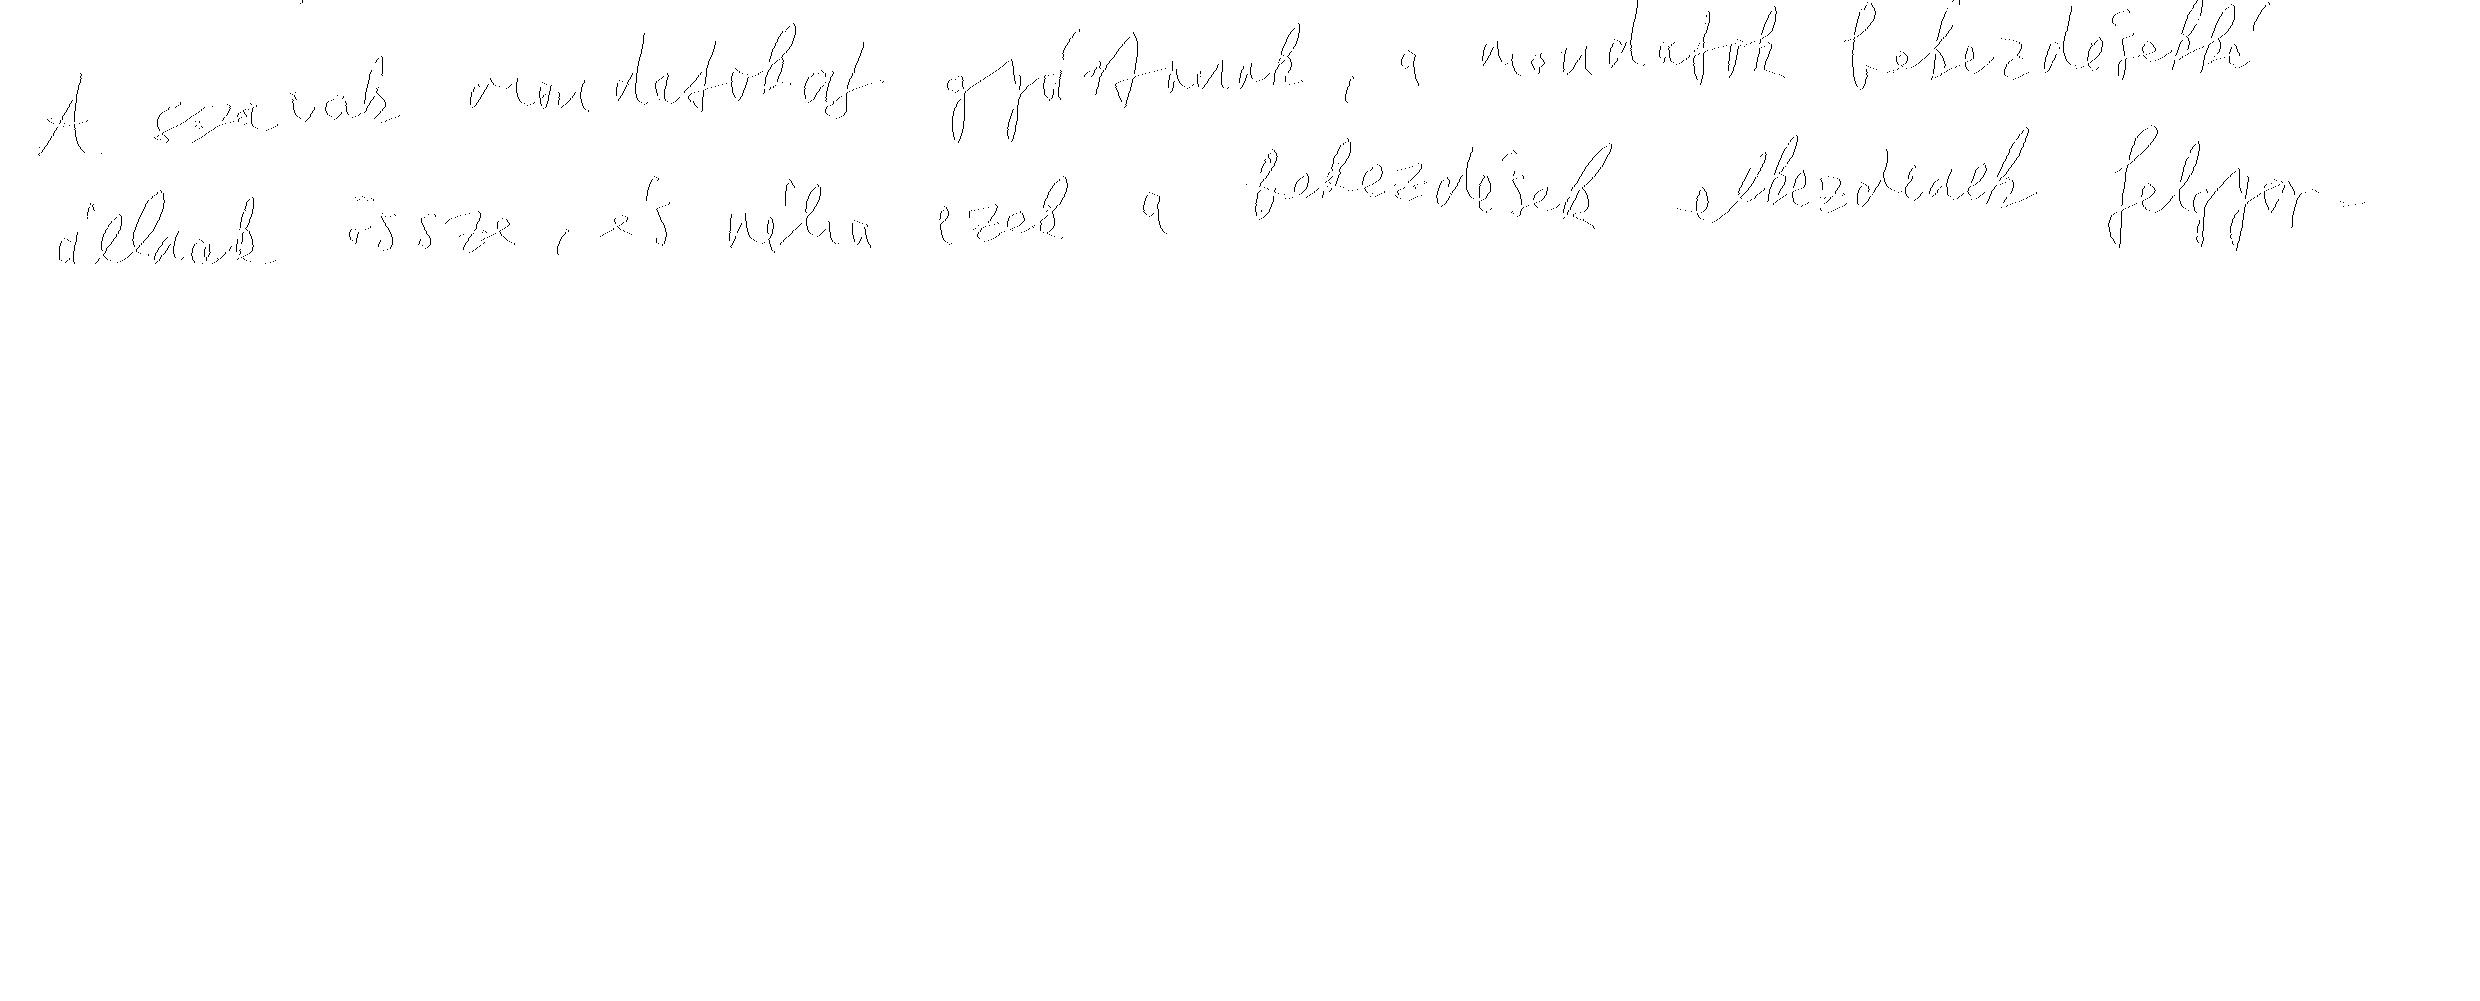 A szavak mondatokat gyártanak, a mondatok bekezdésekké
állnak össze, és néha ezek a bekezdések elkezdenek felgyor-